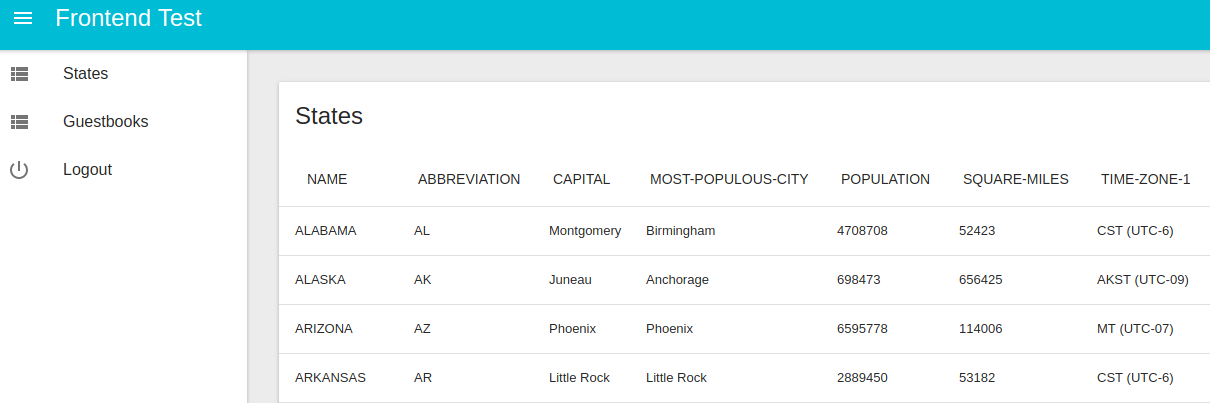 Frontend Test
States
Guestbooks
Logout
States
NAME ABBREVIATION CAPITAL MOST-POPULOUS-CITY POPULATION SQUARE-MILES TIME-ZONE-1
ALABAMA AL Montgomery Birmingham 4708708 52423 CST (UTC-6)
ALASKA AK Juneau Anchorage 698473 656425 AKST (UTC-09)
ARIZONA AZ Phoenix Phoenix 6595778 114006 MT (UTC-07)
ARKANSAS AR Little Rock Little Rock 2889450 53182 CST (UTC-6)